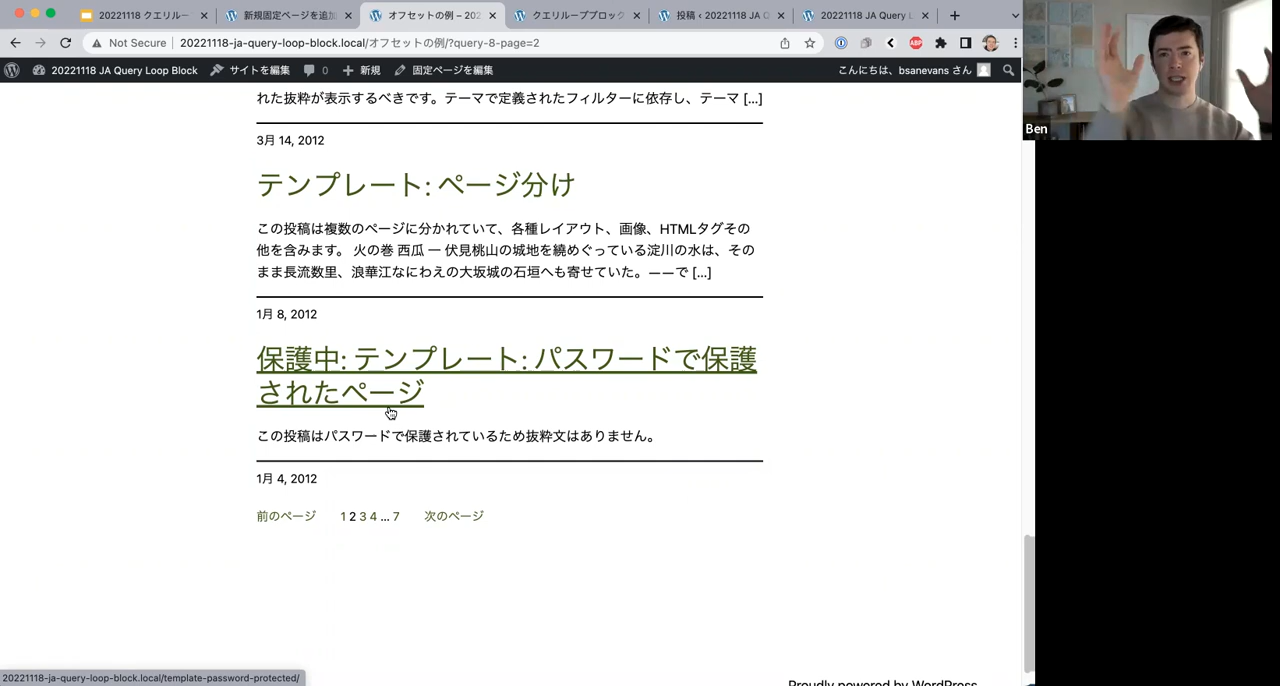 20221118 クエリルー
新規固定ページを追加
オフセットの例 – 202
クエリループブロック
投稿 ‹ 20221118 JA Q
20221118 JA Query L
Not Secure
20221118-ja-query-loop-block.local/オフセットの例/?query-8-page=2
ABP
20221118 JA Query Loop Block
サイトを編集
0
新規
固定ページを編集
こんにちは、bsanevans さん
Ben
れた抜粋が表示するべきです。テーマで定義されたフィルターに依存し、テーマ [...]
3月 14, 2012
テンプレート: ページ分け
この投稿は複数のページに分かれていて、各種レイアウト、画像、HTMLタグその
他を含みます。 火の巻 西瓜 一 伏見桃山の城地を繞めぐっている淀川の水は、その
まま長流数里、浪華江なにわえの大坂城の石垣へも寄せていた。——で [...]
1月 8, 2012
保護中: テンプレート: パスワードで保護
されたページ
この投稿はパスワードで保護されているため抜粋文はありません。
1月 4, 2012
前のページ 1 2 3 4 ... 7 次のページ
20221118-ja-query-loop-block.local/template-password-protected/
Proudly powered by WordPress